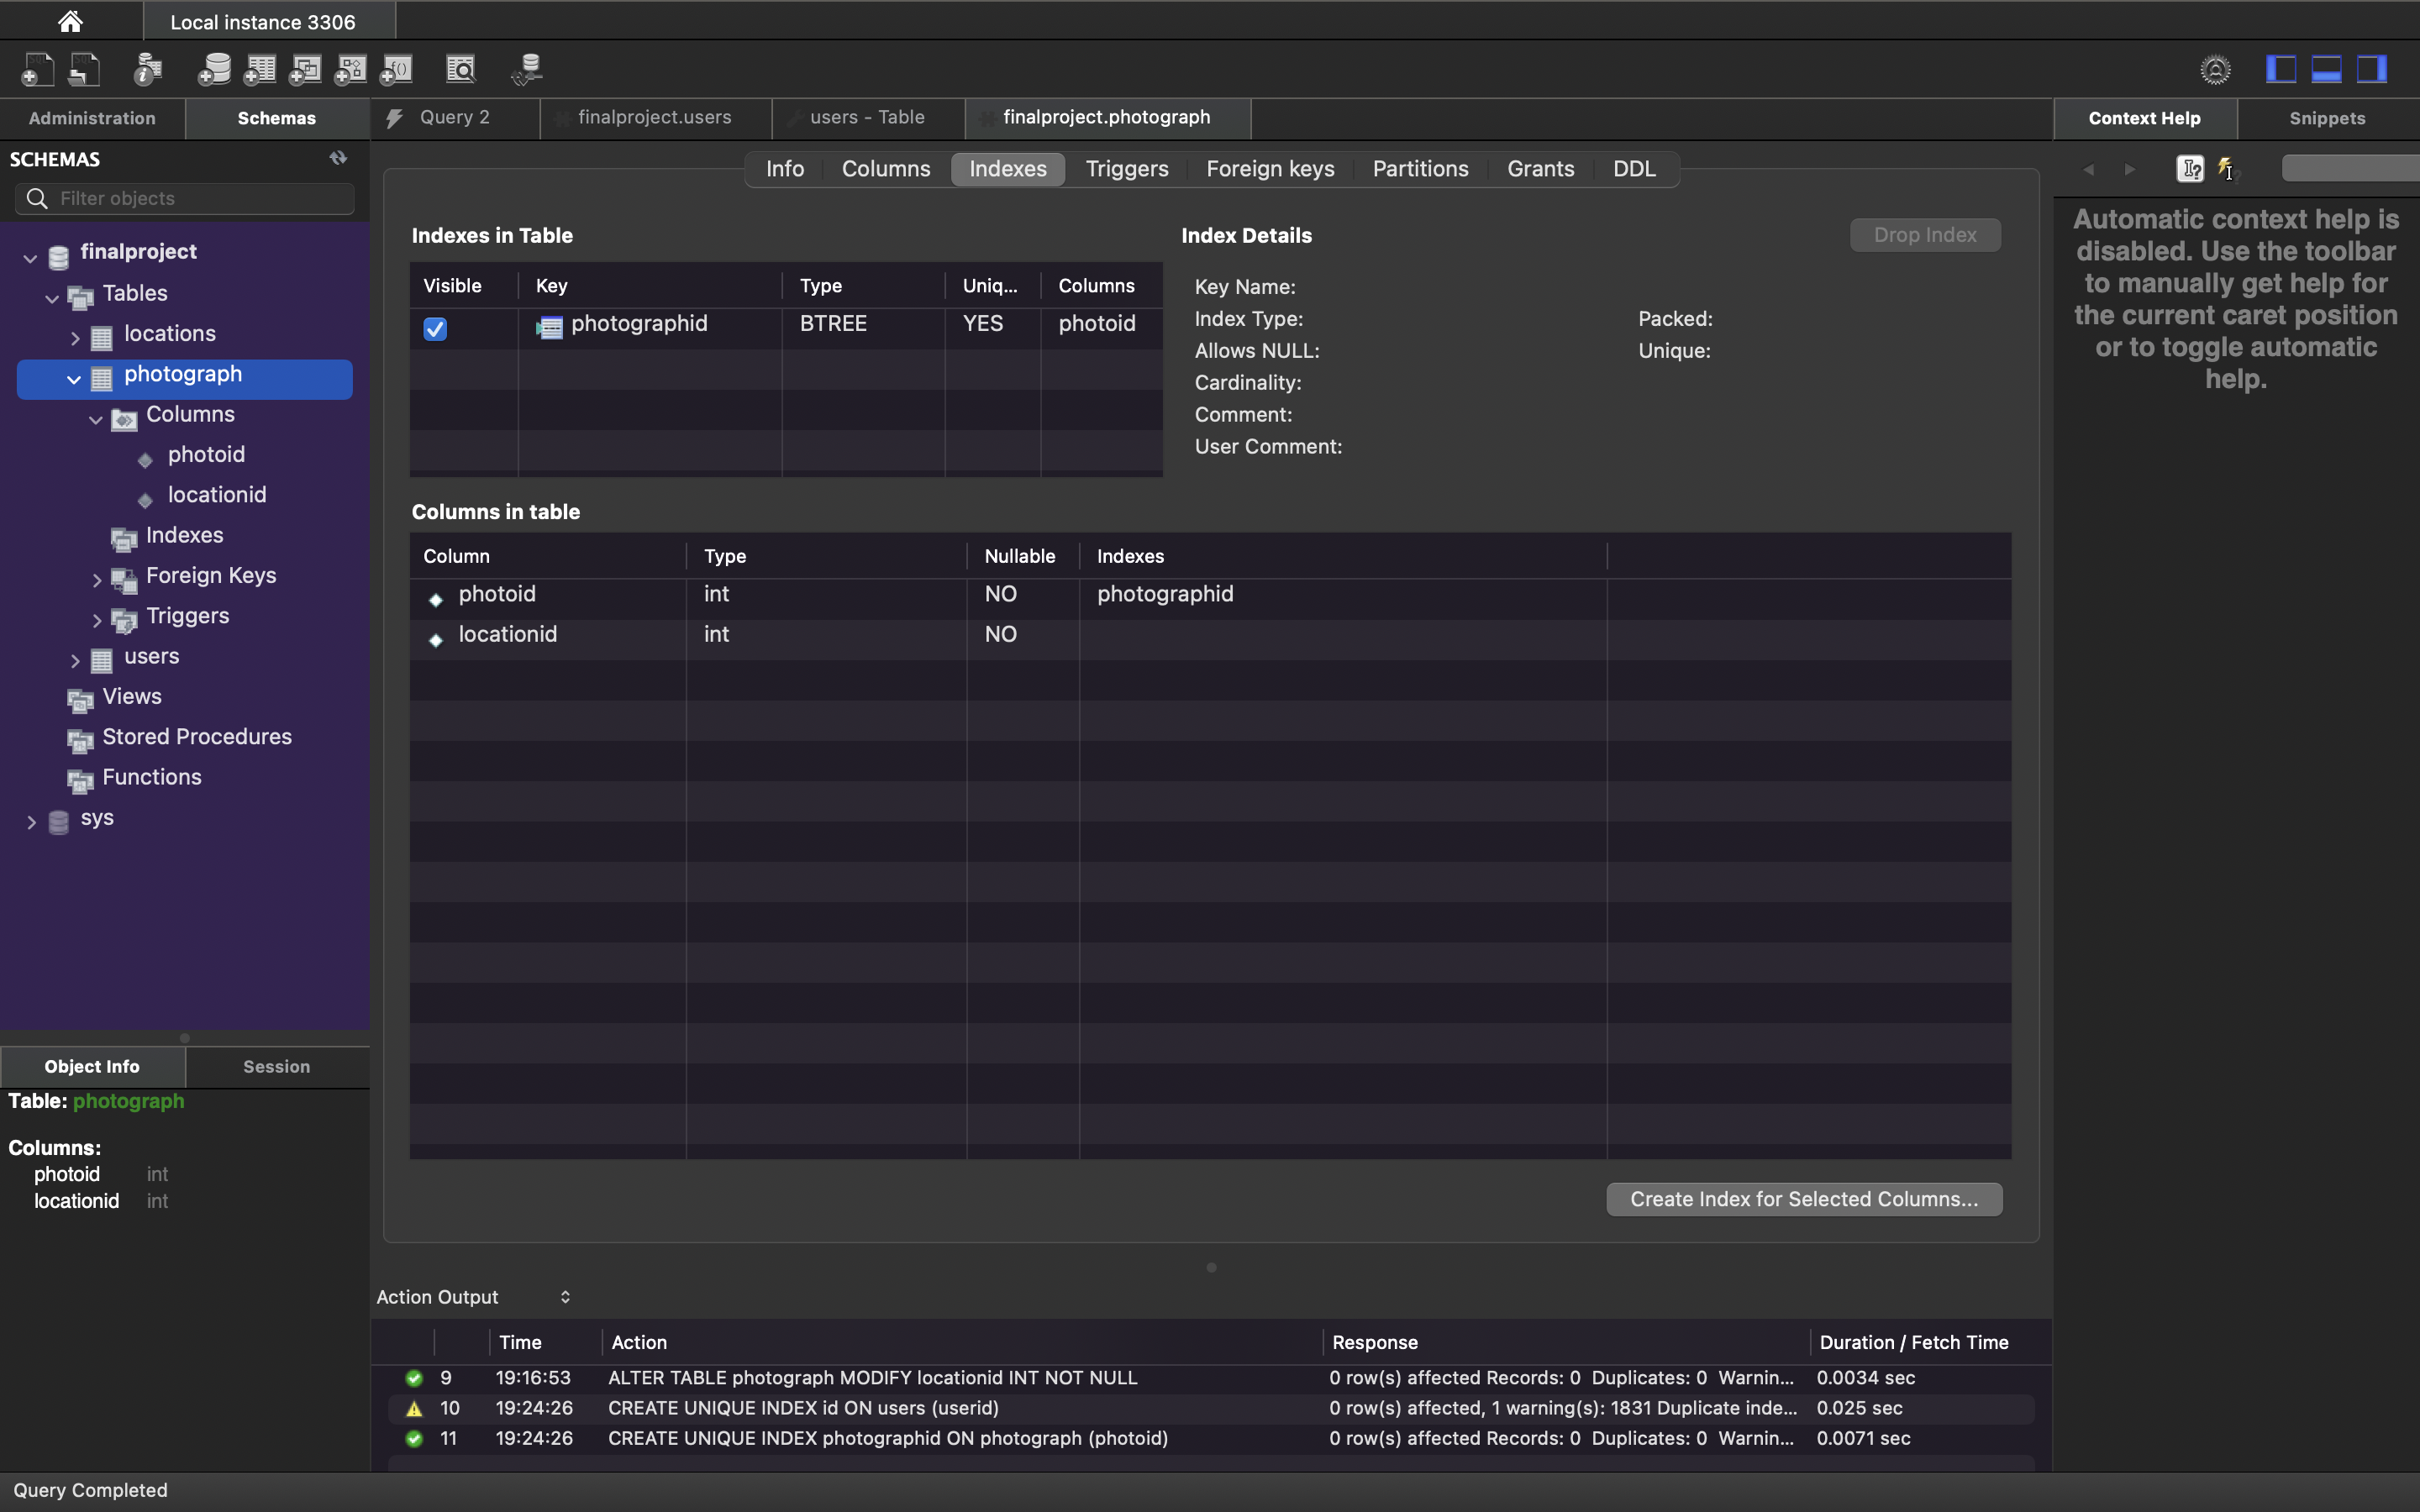 Local instance 3306
Administration
Schemas
Query 2
finalproject.users
users - Table
finalproject.photograph
Context Help
Snippets
SCHEMAS
Filter objects
finalproject
Tables
locations
photograph
Columns
photoid
locationid
Indexes
Foreign Keys
Triggers
users
Views
Stored Procedures
Functions
sys
Object Info
Session
Table: photograph
Columns:
photoid int
locationid int
Info Columns Indexes Triggers Foreign keys Partitions Grants DDL
Indexes in Table
Visible Key Type Uniq... Columns
photographid BTREE YES photoid
Index Details
Drop Index
Key Name:
Index Type: Packed:
Allows NULL: Unique:
Cardinality:
Comment:
User Comment:
Columns in table
Column Type Nullable Indexes
photoid int NO photographid
locationid int NO
Create Index for Selected Columns...
Automatic context help is
disabled. Use the toolbar
to manually get help for
the current caret position
or to toggle automatic
help.
Action Output
Time Action Response Duration / Fetch Time
9 19:16:53 ALTER TABLE photograph MODIFY locationid INT NOT NULL 0 row(s) affected Records: 0 Duplicates: 0 Warnin... 0.0034 sec
10 19:24:26 CREATE UNIQUE INDEX id ON users (userid) 0 row(s) affected, 1 warning(s): 1831 Duplicate inde... 0.025 sec
11 19:24:26 CREATE UNIQUE INDEX photographid ON photograph (photoid) 0 row(s) affected Records: 0 Duplicates: 0 Warnin... 0.0071 sec
Query Completed